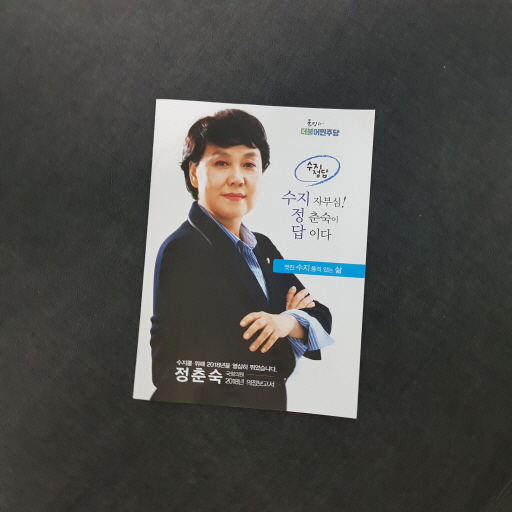 더불어민주당
수지
정답
수지 자부심!
정 춘숙이
답 이다
멋진 수지 품격 있는 삶
수지를 위해 2018년을 열심히 뛰었습니다.
정춘숙 국회의원
2018년 의정보고서